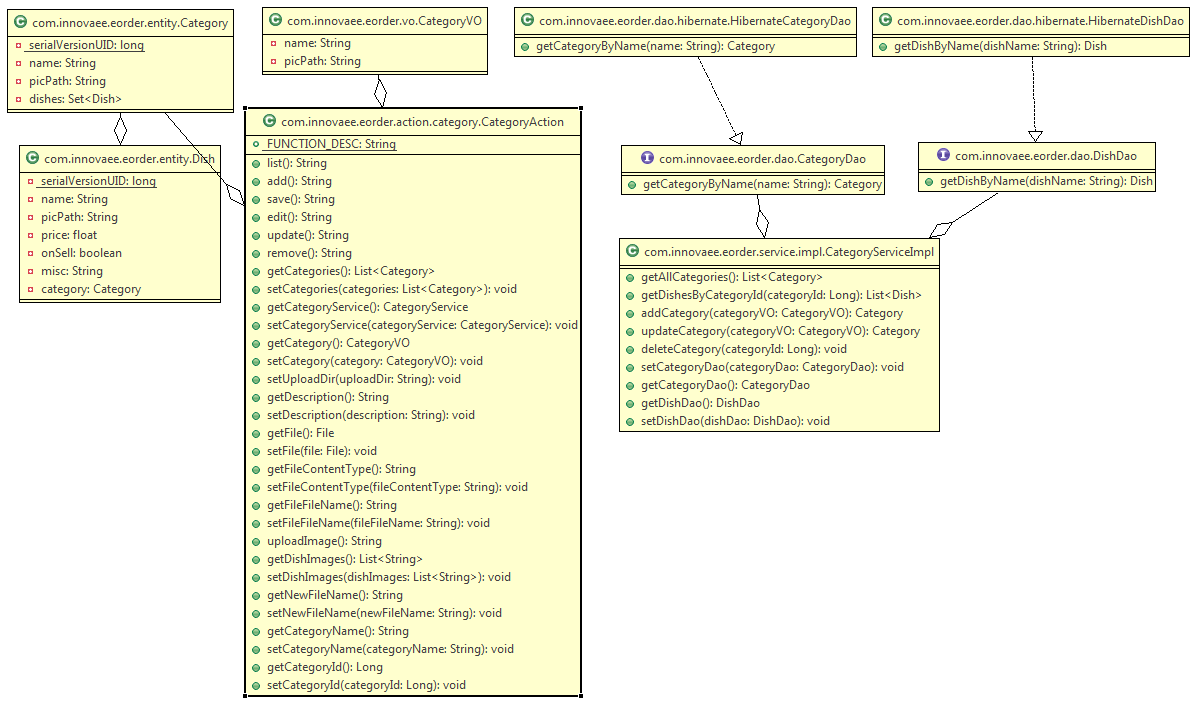 com.innovaee.eorder.entity.Category
serialVersionUID: long
name: String
picPath: String
dishes: Set<Dish>
com.innovaee.eorder.vo.CategoryVO
name: String
picPath: String
com.innovaee.eorder.dao.hibernate.HibernateCategoryDao
getCategoryByName(name: String): Category
com.innovaee.eorder.dao.hibernate.HibernateDishDao
getDishByName(dishName: String): Dish
com.innovaee.eorder.entity.Dish
serialVersionUID: long
name: String
picPath: String
price: float
onSell: boolean
misc: String
category: Category
com.innovaee.eorder.action.category.CategoryAction
FUNCTION_DESC: String
list(): String
add(): String
save(): String
edit(): String
update(): String
remove(): String
getCategories(): List<Category>
setCategories(categories: List<Category>): void
getCategoryService(): CategoryService
setCategoryService(categoryService: CategoryService): void
getCategory(): CategoryVO
setCategory(category: CategoryVO): void
setUploadDir(uploadDir: String): void
getDescription(): String
setDescription(description: String): void
getFile(): File
setFile(file: File): void
getFileContentType(): String
setFileContentType(fileContentType: String): void
getFileFileName(): String
setFileFileName(fileFileName: String): void
uploadImage(): String
getDishImages(): List<String>
setDishImages(dishImages: List<String>): void
getNewFileName(): String
setNewFileName(newFileName: String): void
getCategoryName(): String
setCategoryName(categoryName: String): void
getCategoryId(): Long
setCategoryId(categoryId: Long): void
com.innovaee.eorder.dao.CategoryDao
getCategoryByName(name: String): Category
com.innovaee.eorder.dao.DishDao
getDishByName(dishName: String): Dish
com.innovaee.eorder.service.impl.CategoryServiceImpl
getAllCategories(): List<Category>
getDishesByCategoryId(categoryId: Long): List<Dish>
addCategory(categoryVO: CategoryVO): Category
updateCategory(categoryVO: CategoryVO): Category
deleteCategory(categoryId: Long): void
setCategoryDao(categoryDao: CategoryDao): void
getCategoryDao(): CategoryDao
getDishDao(): DishDao
setDishDao(dishDao: DishDao): void